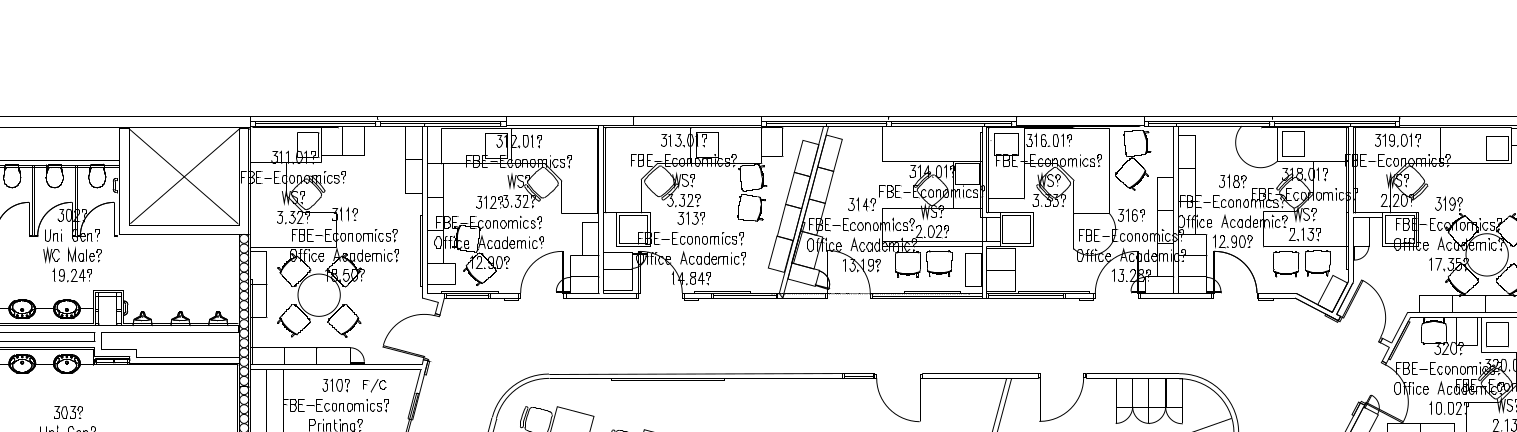 311.01?
FBE-Economics?
WS?
3.32?
311?
FBE-Economics?
Office Academic?
18.50?
312.01?
FBE-Economics?
WS?
3.32?
312?
FBE-Economics?
Office Academic?
12.90?
313.01?
FBE-Economics?
WS?
3.32?
313?
FBE-Economics?
Office Academic?
14.84?
314.01?
FBE-Economics?
WS?
2.02?
314?
FBE-Economics?
Office Academic?
13.19?
316.01?
FBE-Economics?
WS?
3.33?
316?
FBE-Economics?
Office Academic?
13.28?
318.01?
FBE-Economics?
WS?
2.13?
318?
FBE-Economics?
Office Academic?
12.90?
319.01?
FBE-Economics?
WS?
2.20?
319?
FBE-Economics?
Office Academic?
17.35?
302?
Uni Gen?
WC Male?
19.24?
303?
Uni Gen?
310? F/C
FBE-Economics?
Printing?
320?
FBE-Economics?
Office Academic?
10.02?
320.0
FBE-Econ
WS?
2.13